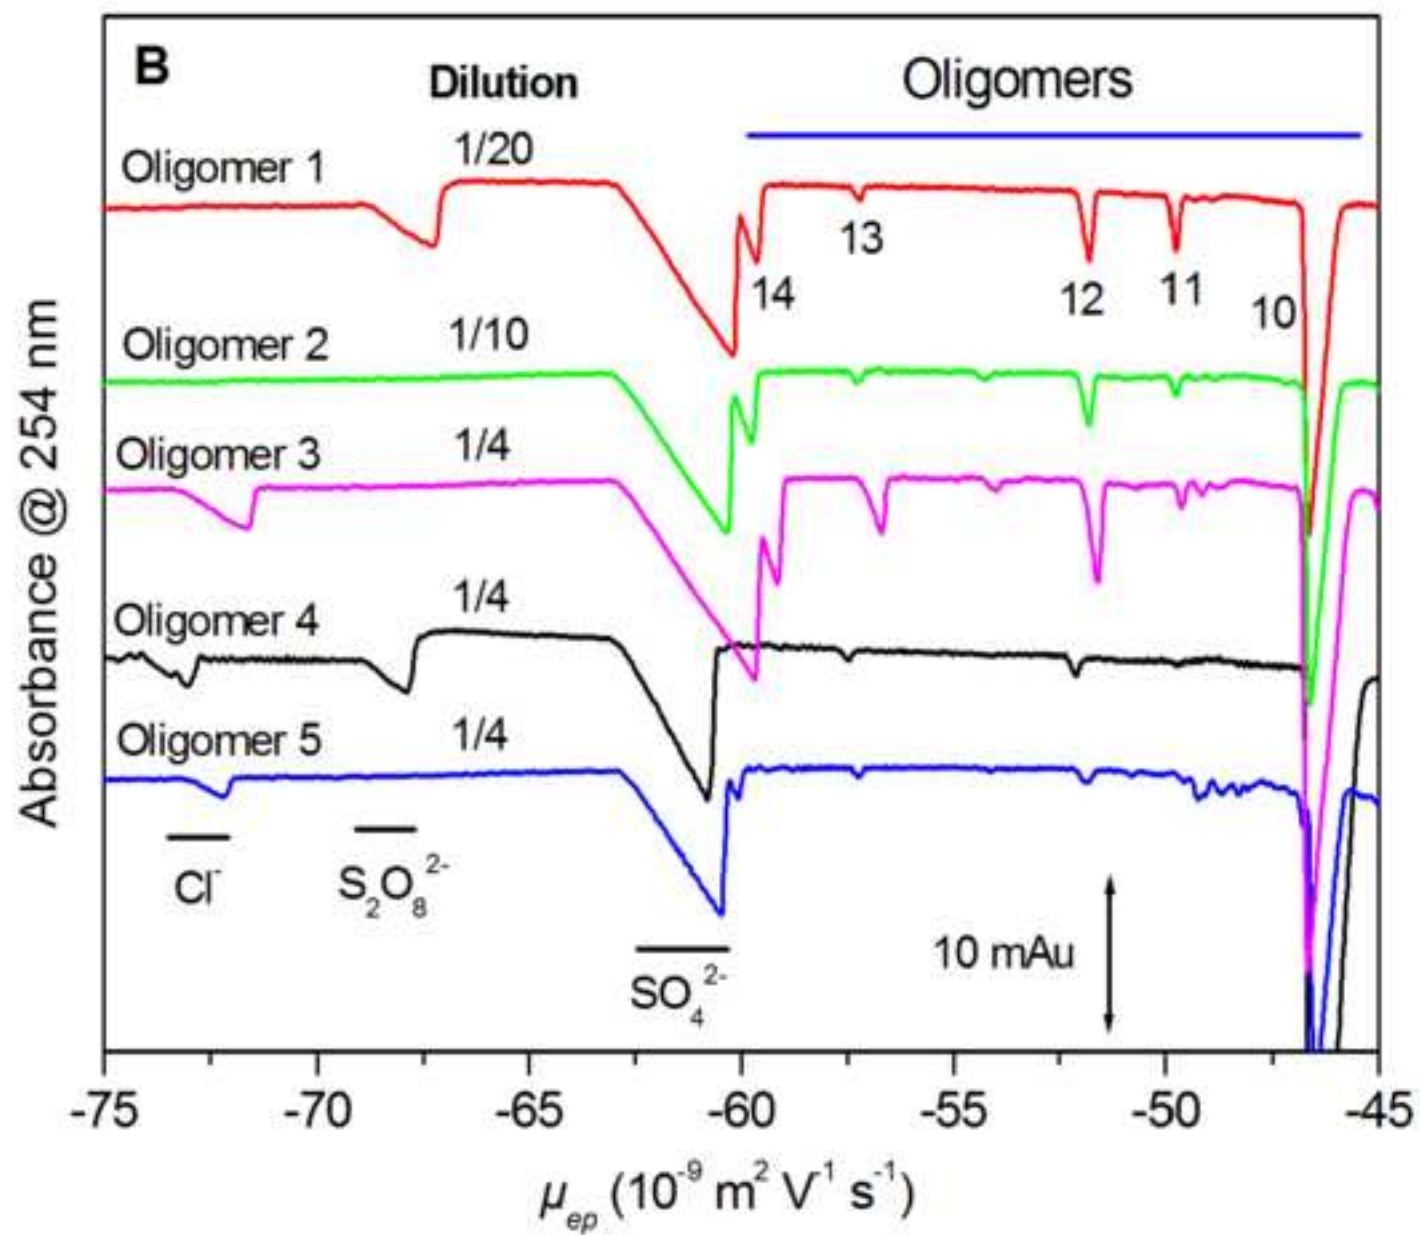 B
Dilution
Oligomers
Oligomer 1
1/20
13
14
12
11
10
Oligomer 2
1/10
Oligomer 3
1/4
Oligomer 4
1/4
Oligomer 5
1/4
Cl⁻
S₂O₈²⁻
SO₄²⁻
10 mAu
Absorbance @ 254 nm
-75 -70 -65 -60 -55 -50 -45
μₑₚ (10⁻⁹ m² V⁻¹ s⁻¹)